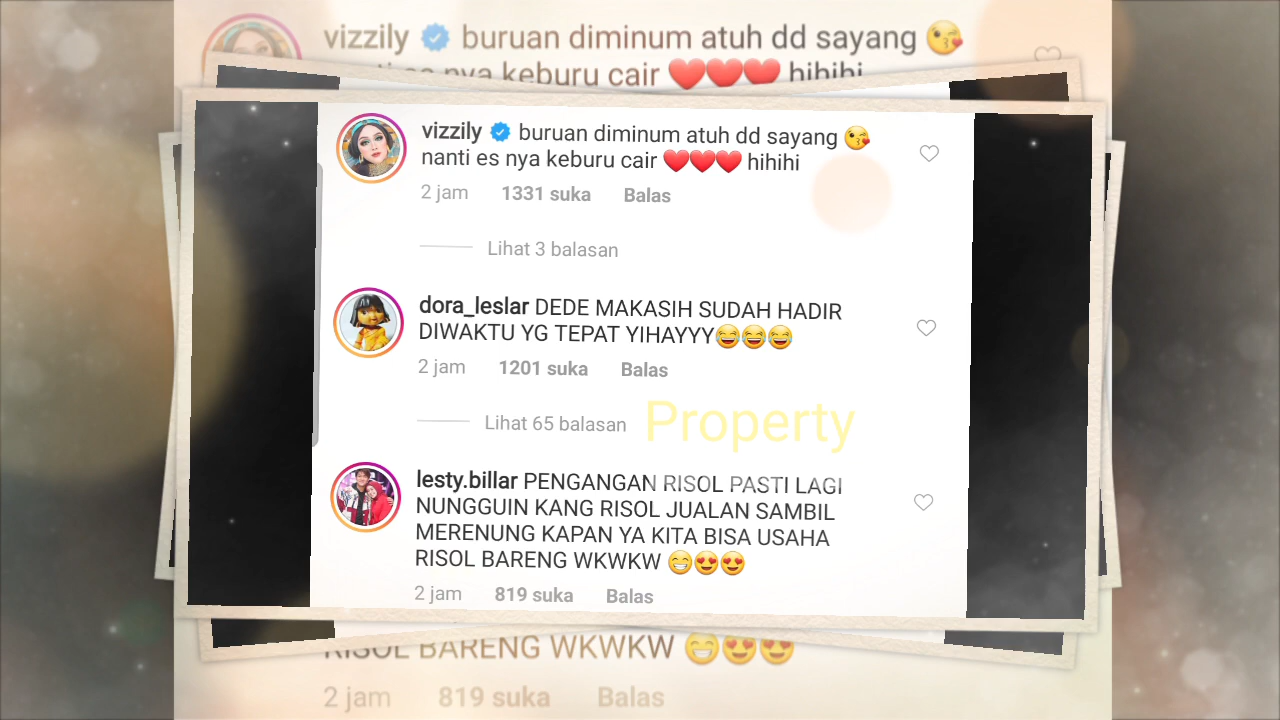 vizzily buruan diminum atuh dd sayang 😘
nya keburu cair ❤️❤️❤️ hihihi
vizzily buruan diminum atuh dd sayang 😘
nanti es nya keburu cair ❤️❤️❤️ hihihi
2 jam 1331 suka Balas
Lihat 3 balasan
dora_leslar DEDE MAKASIH SUDAH HADIR
DIWAKTU YG TEPAT YIHAYYY😂😂😂
2 jam 1201 suka Balas
Lihat 65 balasan
Property
lesty.billar PENGANGAN RISOL PASTI LAGI
NUNGGUIN KANG RISOL JUALAN SAMBIL
MERENUNG KAPAN YA KITA BISA USAHA
RISOL BARENG WKWKW 😁😍😍
2 jam 819 suka Balas
RISOL BARENG WKWKW 😁😍😍
2 jam 819 suka Balas